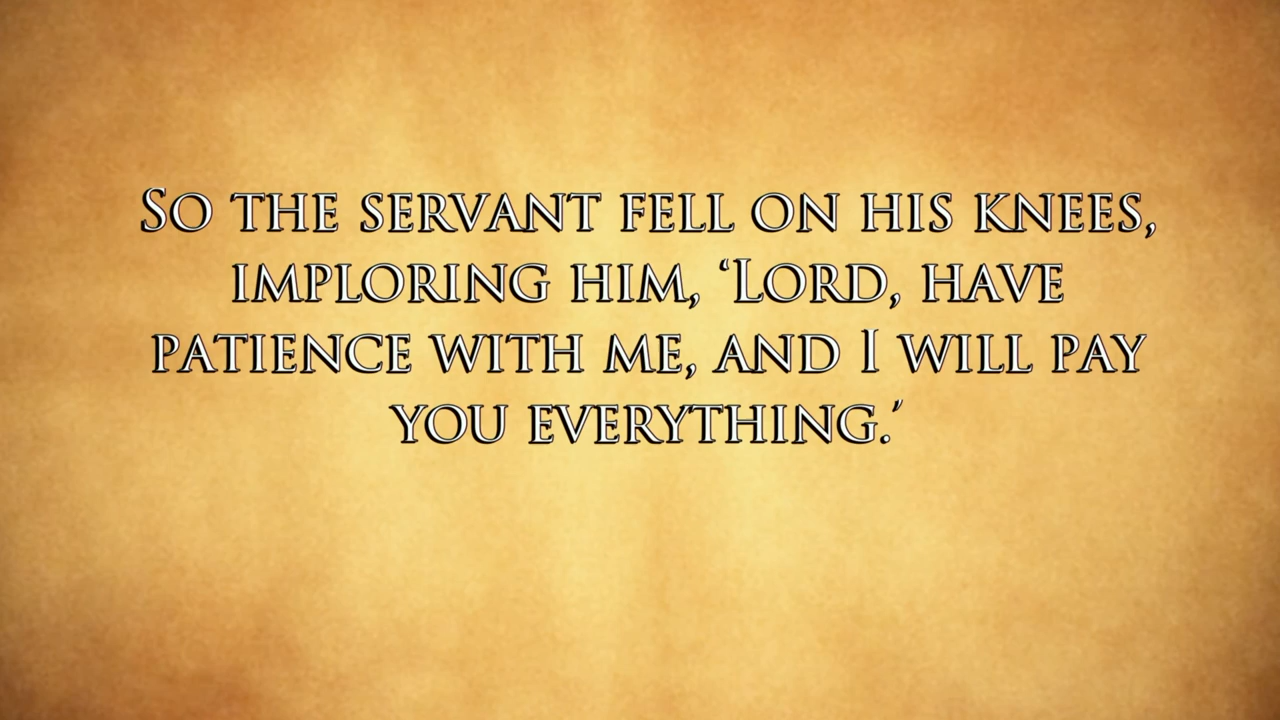 So the servant fell on his knees,
imploring him, ‘Lord, have
patience with me, and I will pay
you everything.’